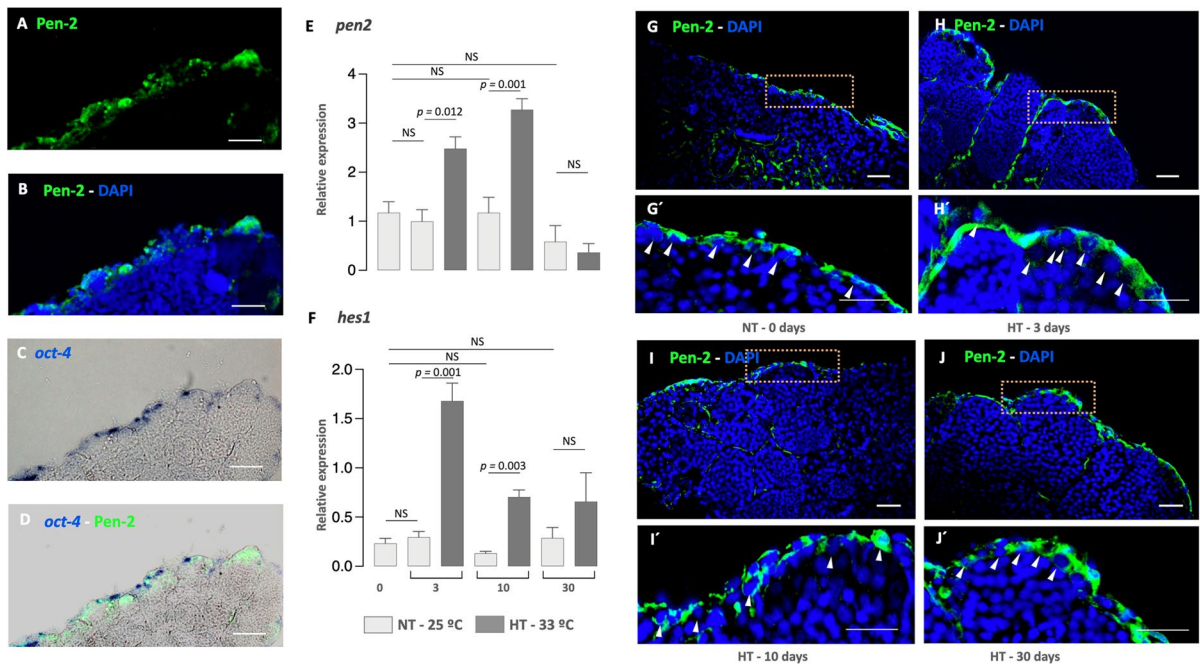 A Pen-2
B Pen-2 - DAPI
C oct-4
D oct-4 - Pen-2
E pen2
NS
NS
p = 0.001
p = 0.012
NS
NS
4
3
2
1
0
Relative expression
F hes1
NS
NS
p = 0.001
NS
p = 0.003
NS
2.0
1.5
1.0
0.5
0.0
Relative expression
0 3 10 30
NT - 25 ºC HT - 33 ºC
G Pen-2 - DAPI
H Pen-2 - DAPI
G´
H´
NT - 0 days
HT - 3 days
I Pen-2 - DAPI
J Pen-2 - DAPI
I´
J´
HT - 10 days
HT - 30 days